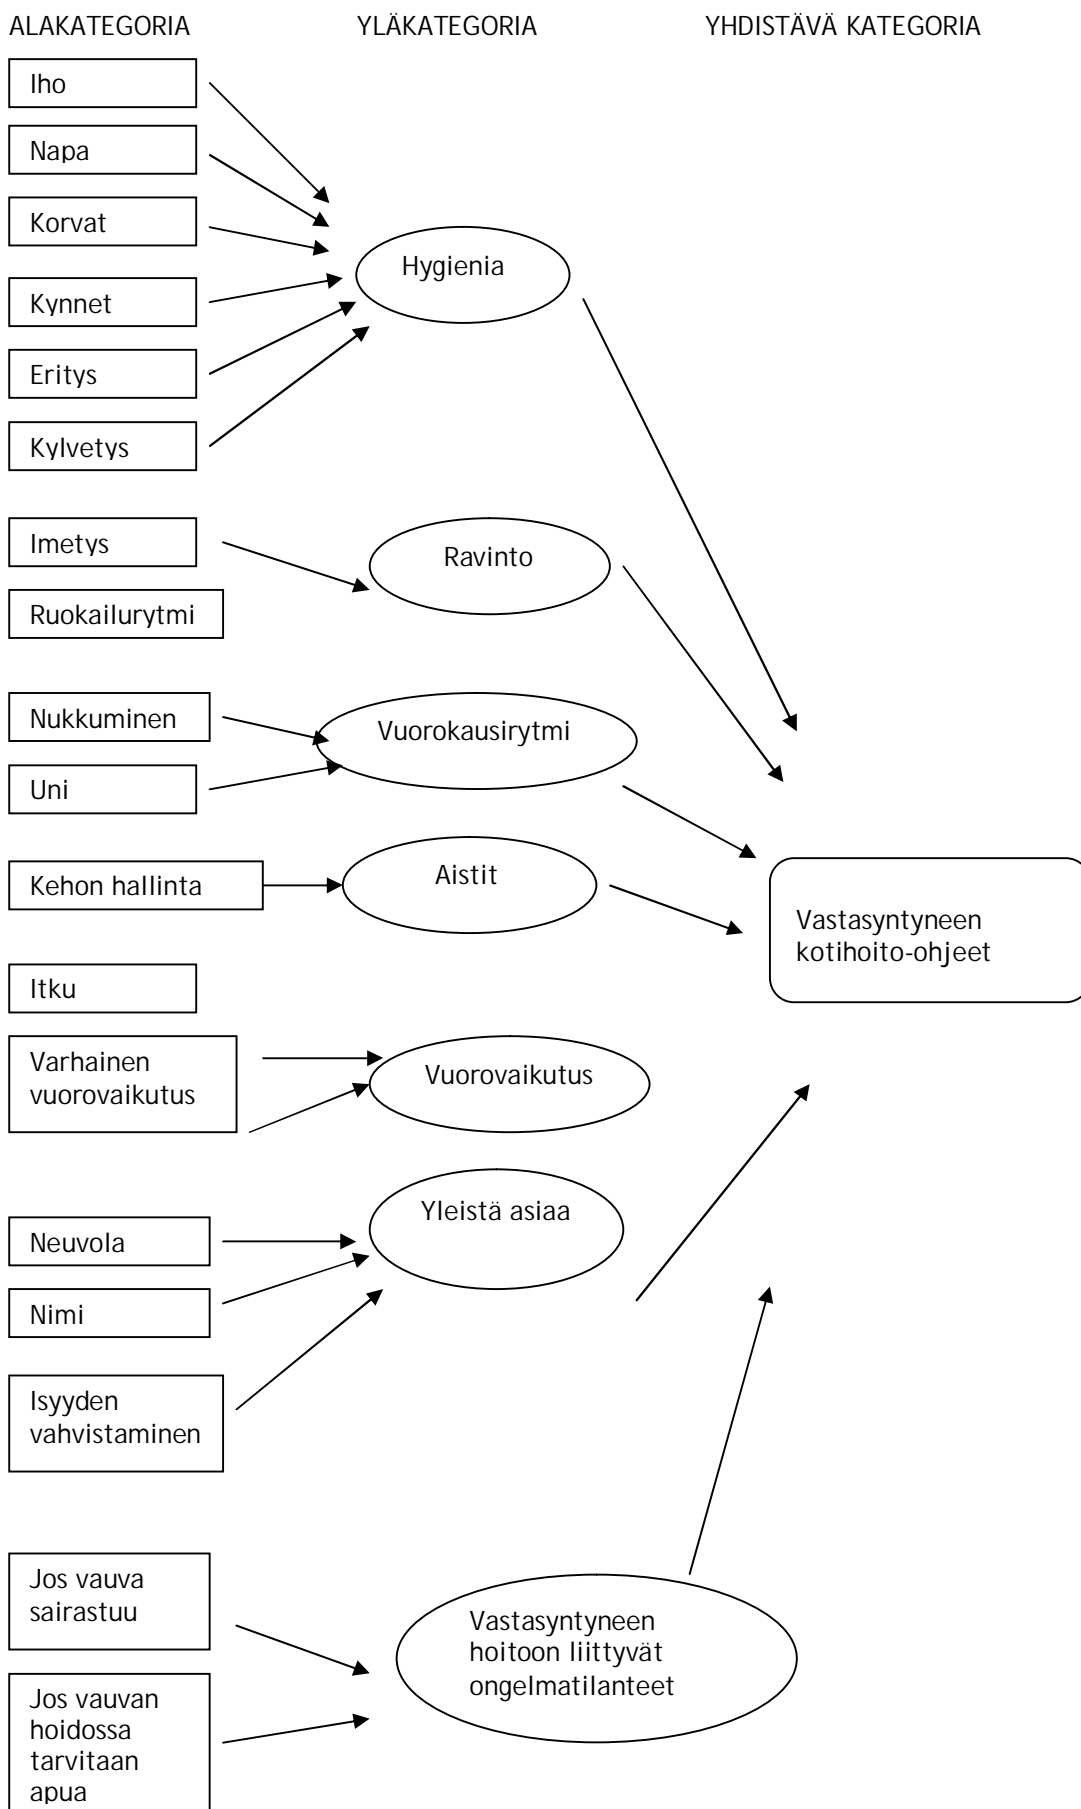 ALAKATEGORIA YLÄKATEGORIA YHDISTÄVÄ KATEGORIA
Iho
Napa
Korvat
Kynnet
Eritys
Kylvetys
Hygienia
Imetys
Ruokailurytmi
Ravinto
Nukkuminen
Uni
Vuorokausirytmi
Kehon hallinta
Aistit
Vastasyntyneen
kotihoito-ohjeet
Itku
Varhainen
vuorovaikutus
Vuorovaikutus
Neuvola
Nimi
Isyyden
vahvistaminen
Yleistä asiaa
Jos vauva
sairastuu
Jos vauvan
hoidossa
tarvitaan
apua
Vastasyntyneen
hoitoon liittyvät
ongelmatilanteet